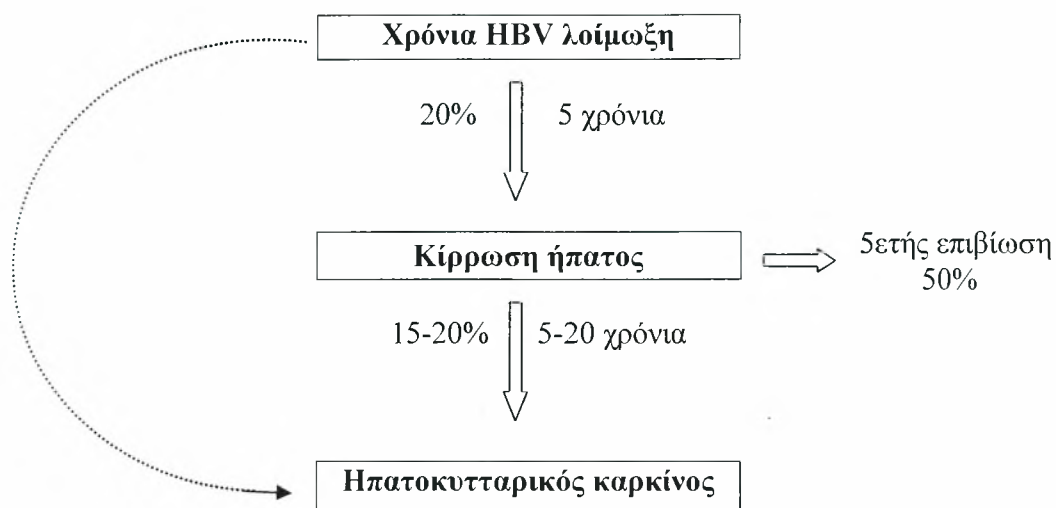 Χρόνια HBV λοίμωξη
20% 5 χρόνια
Κίρρωση ήπατος
5ετής επιβίωση
50%
15-20% 5-20 χρόνια
Ηπατοκυτταρικός καρκίνος